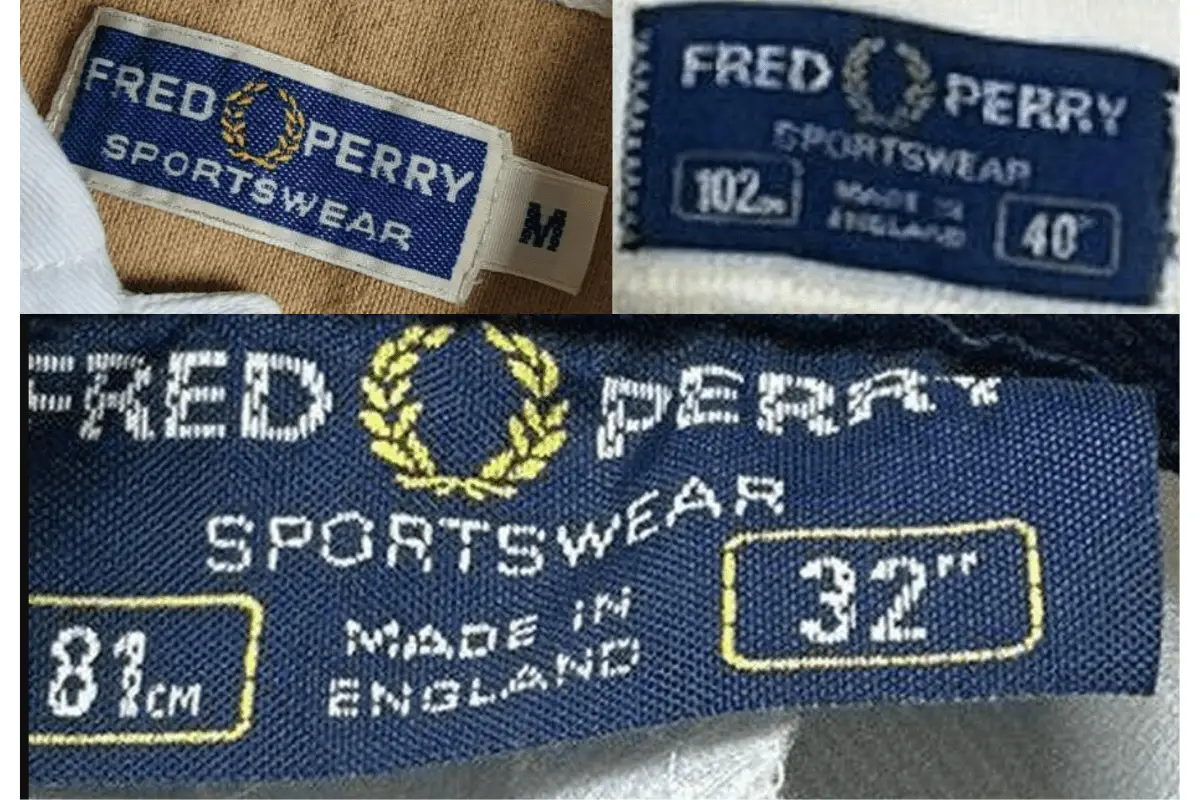 FRED PERRY
SPORTSWEAR
M
FRED PERRY
SPORTSWEAR
102cm MADE IN 40"
ENGLAND
FRED PERRY
SPORTSWEAR
81CM MADE IN 32"
ENGLAND